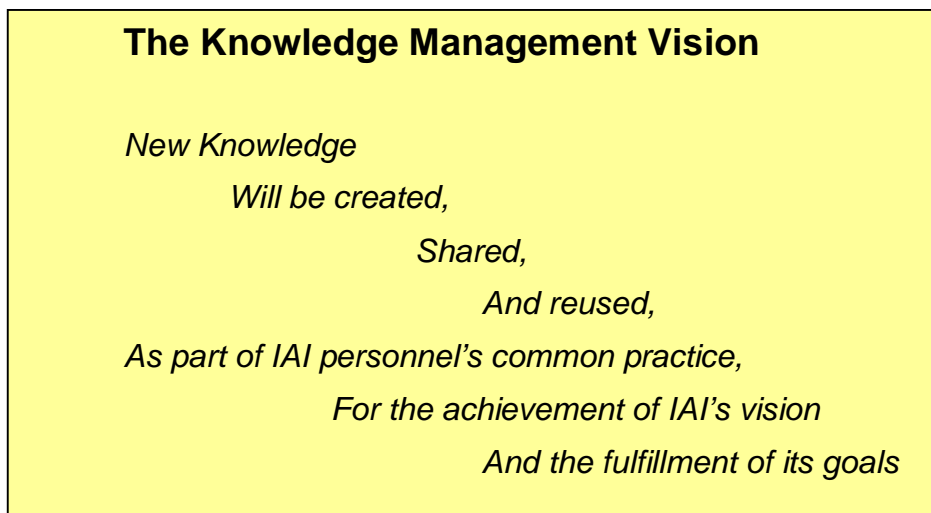 The Knowledge Management Vision
New Knowledge
Will be created,
Shared,
And reused,
As part of IAI personnel’s common practice,
For the achievement of IAI’s vision
And the fulfillment of its goals